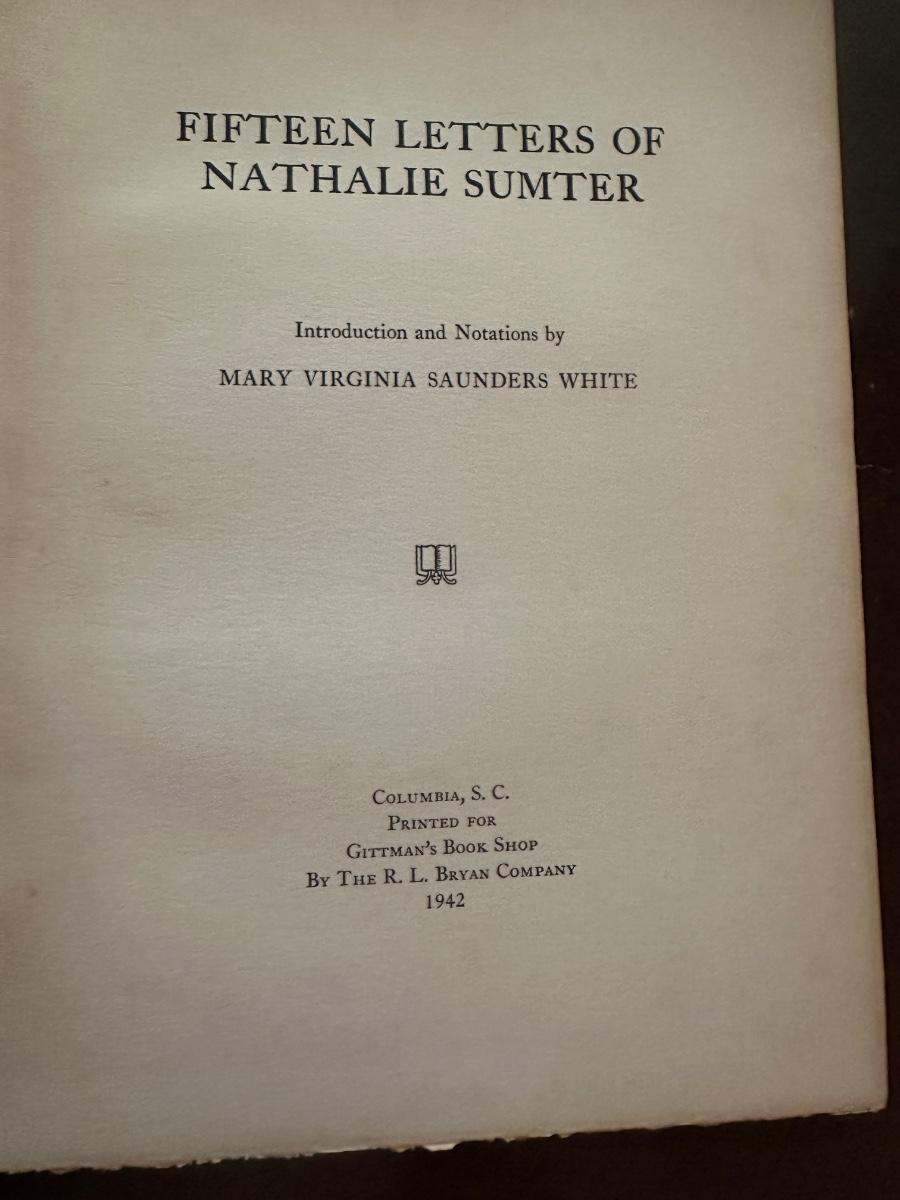 FIFTEEN LETTERS OF
NATHALIE SUMTER
Introduction and Notations by
MARY VIRGINIA SAUNDERS WHITE
COLUMBIA, S. C.
PRINTED FOR
GITTMAN'S BOOK SHOP
BY THE R. L. BRYAN COMPANY
1942